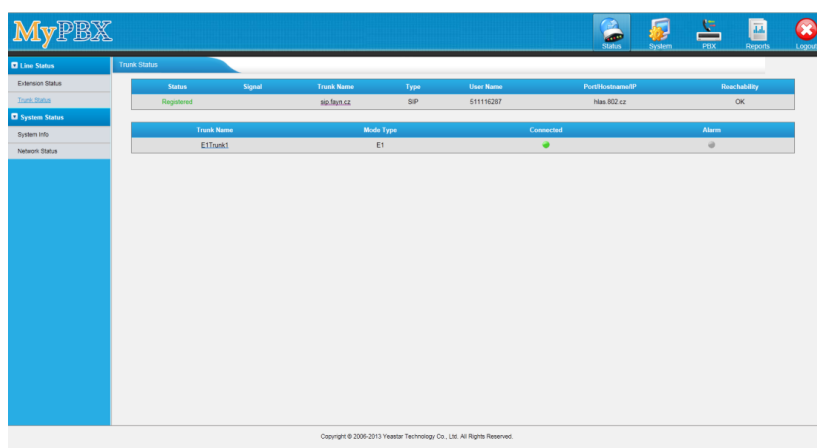 MyPBX
Status System PBX Reports Logout
Line Status
Extension Status
Trunk Status
System Status
System Info
Network Status
Trunk Status
Status Signal Trunk Name Type User Name Port/Hostname/IP Reachability
Registered sip.fayn.cz SIP 511116287 hlas.802.cz OK
Trunk Name Mode Type Connected Alarm
E1Trunk1 E1
Copyright © 2006-2013 Yeastar Technology Co., Ltd. All Rights Reserved.